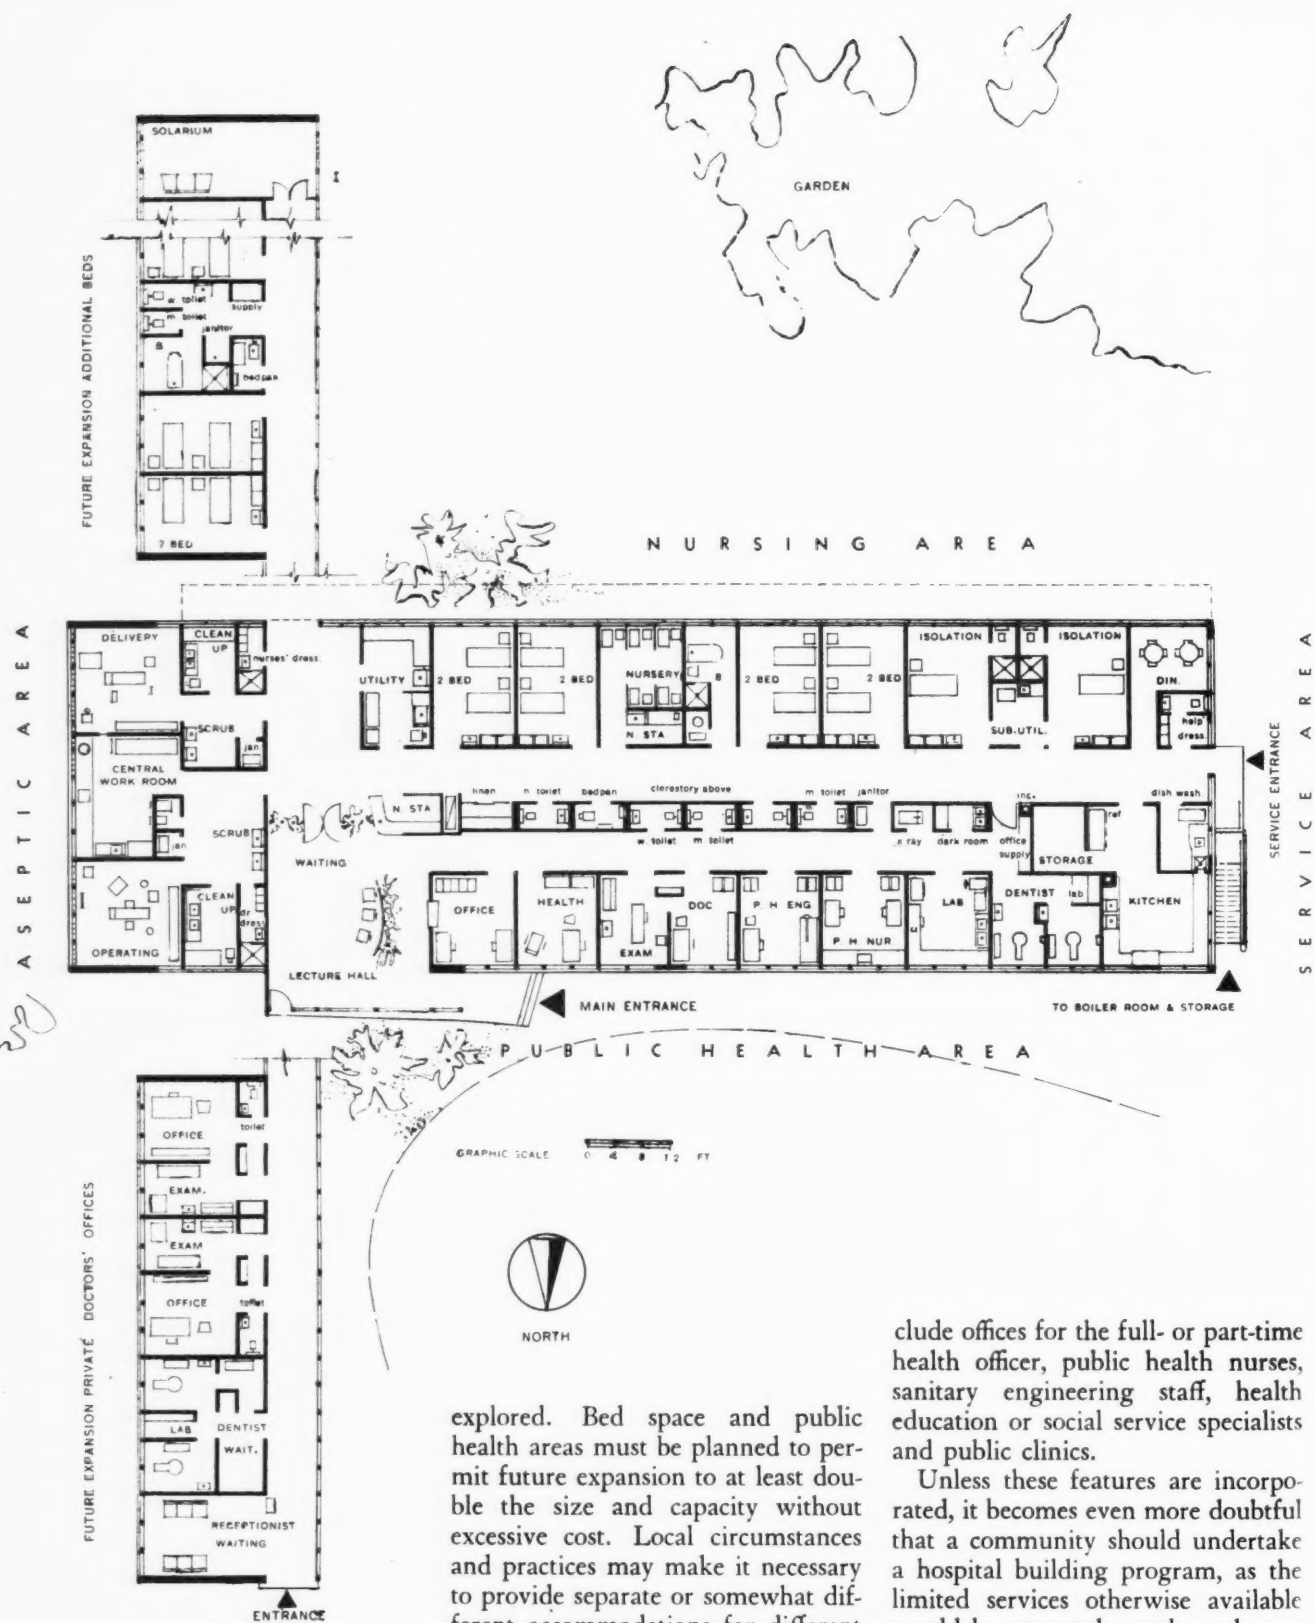 SOLARIUM
GARDEN
FUTURE EXPANSION ADDITIONAL BEDS
w. toilet
m toilet
supply
janitor
B
bedpan
2 BED
NURSING AREA
ASEPTIC AREA
DELIVERY
CLEAN
UP
nurses' dress.
UTILITY
2 BED
2 BED
NURSERY
B
2 BED
2 BED
ISOLATION
ISOLATION
DIN.
N. STA
SUB. UTIL.
help
dress.
SCRUB
jan
CENTRAL
WORK ROOM
SERVICE ENTRANCE
SERVICE AREA
linen
n toilet
bedpan
clerestory above
m toilet
janitor
inc.
dish wash.
N. STA
ref
SCRUB
jan
w. toilet
m toilet
x ray
dark room
office
supply
STORAGE
WAITING
CLEAN
UP
dr
dress
OFFICE
HEALTH
DOC
P. H ENG
LAB
DENTIST
lab
KITCHEN
OPERATING
EXAM
P H NUR
LECTURE HALL
MAIN ENTRANCE
TO BOILER ROOM & STORAGE
PUBLIC HEALTH AREA
OFFICE
toilet
GRAPHIC SCALE 0 4 8 12 FT
EXAM.
EXAM
OFFICE
toilet
FUTURE EXPANSION PRIVATE DOCTORS' OFFICES
NORTH
LAB
DENTIST
WAIT.
RECEPTIONIST
WAITING
ENTRANCE
explored. Bed space and public
health areas must be planned to per-
mit future expansion to at least dou-
ble the size and capacity without
excessive cost. Local circumstances
and practices may make it necessary
to provide separate or somewhat dif-
clude offices for the full- or part-time
health officer, public health nurses,
sanitary engineering staff, health
education or social service specialists
and public clinics.
Unless these features are incorpo-
rated, it becomes even more doubtful
that a community should undertake
a hospital building program, as the
limited services otherwise available